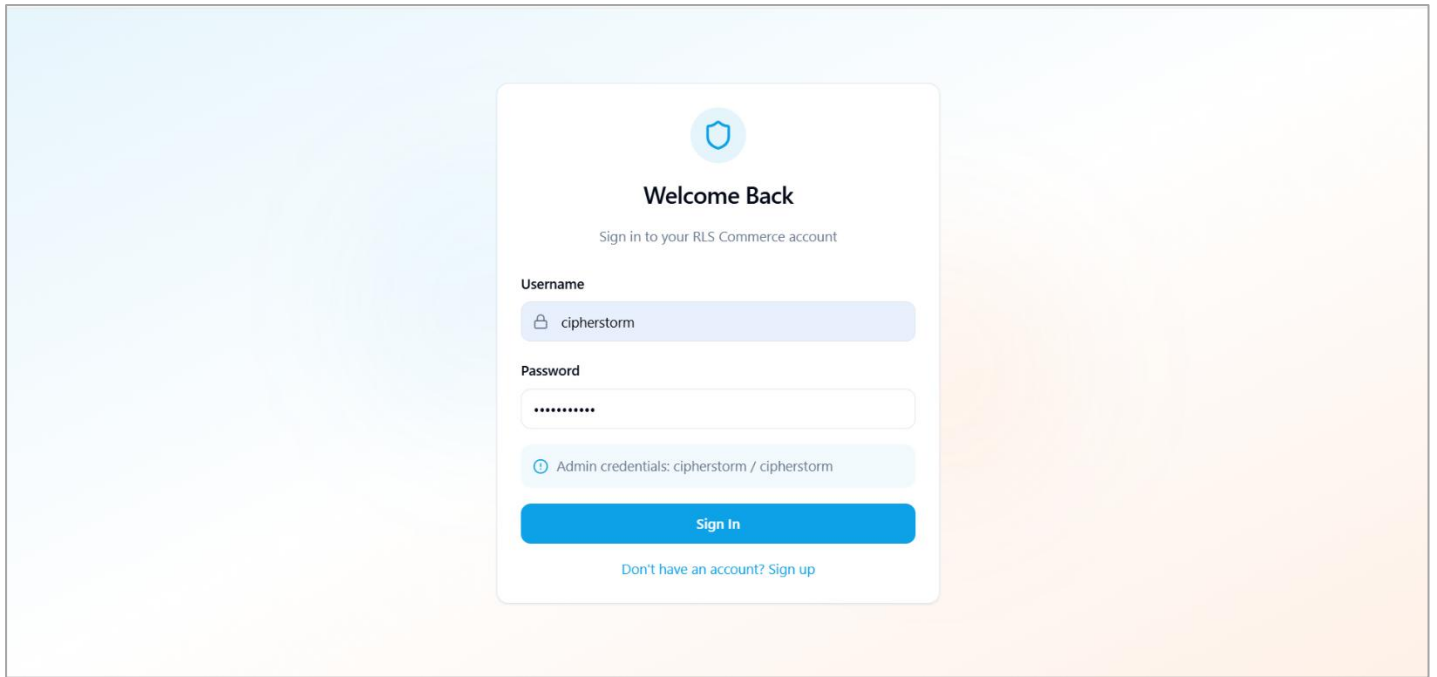 Welcome Back
Sign in to your RLS Commerce account
Username
cipherstorm
Password
•••••••••••
Admin credentials: cipherstorm / cipherstorm
Sign In
Don't have an account? Sign up